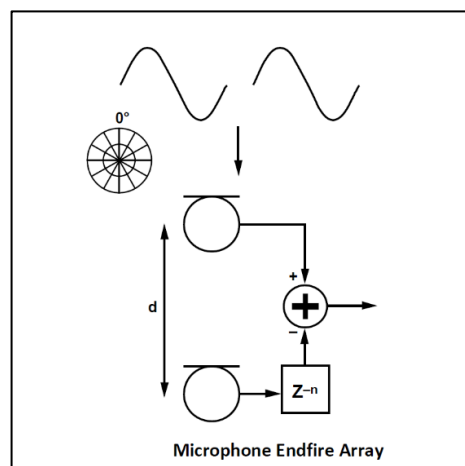 0°
+
d
+
–
Z⁻ⁿ
Microphone Endfire Array